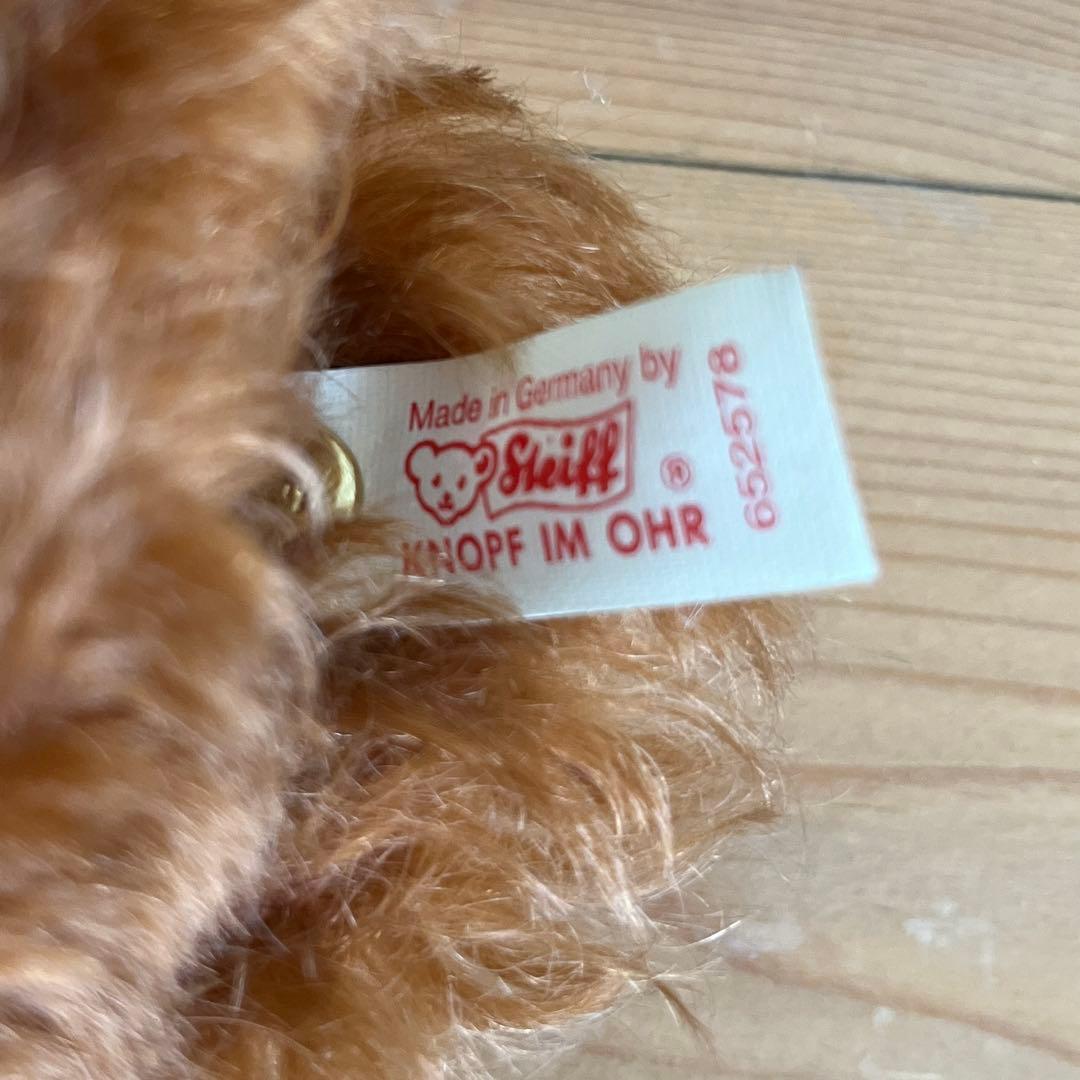 Made in Germany by
Steiff
®
KNOPF IM OHR
652578